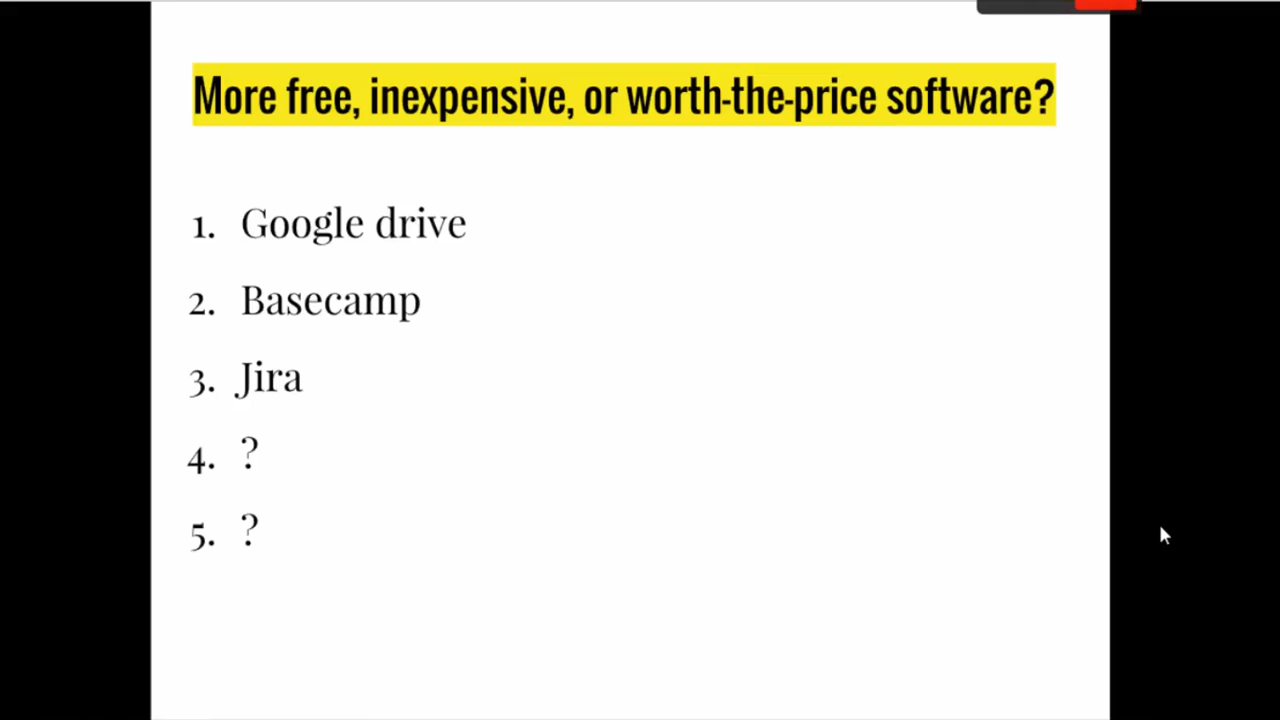 More free, inexpensive, or worth-the-price software?
1. Google drive
2. Basecamp
3. Jira
4. ?
5. ?